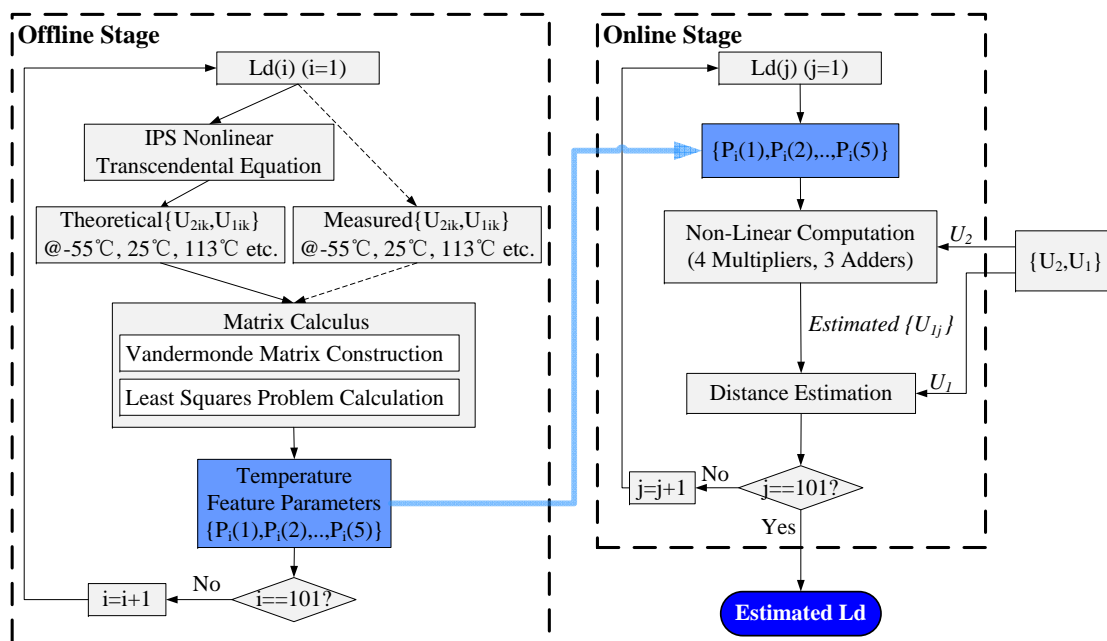 Offline Stage
Ld(i) (i=1)
IPS Nonlinear
Transcendental Equation
Theoretical{U2ik,U1ik}
@-55℃, 25℃, 113℃ etc.
Measured{U2ik,U1ik}
@-55℃, 25℃, 113℃ etc.
Matrix Calculus
Vandermonde Matrix Construction
Least Squares Problem Calculation
Temperature
Feature Parameters
{Pi(1),Pi(2),..,Pi(5)}
i==101?
No
i=i+1
Online Stage
Ld(j) (j=1)
{Pi(1),Pi(2),..,Pi(5)}
Non-Linear Computation
(4 Multipliers, 3 Adders)
U2
{U2,U1}
Estimated {U1j}
U1
Distance Estimation
j==101?
No
j=j+1
Yes
Estimated Ld